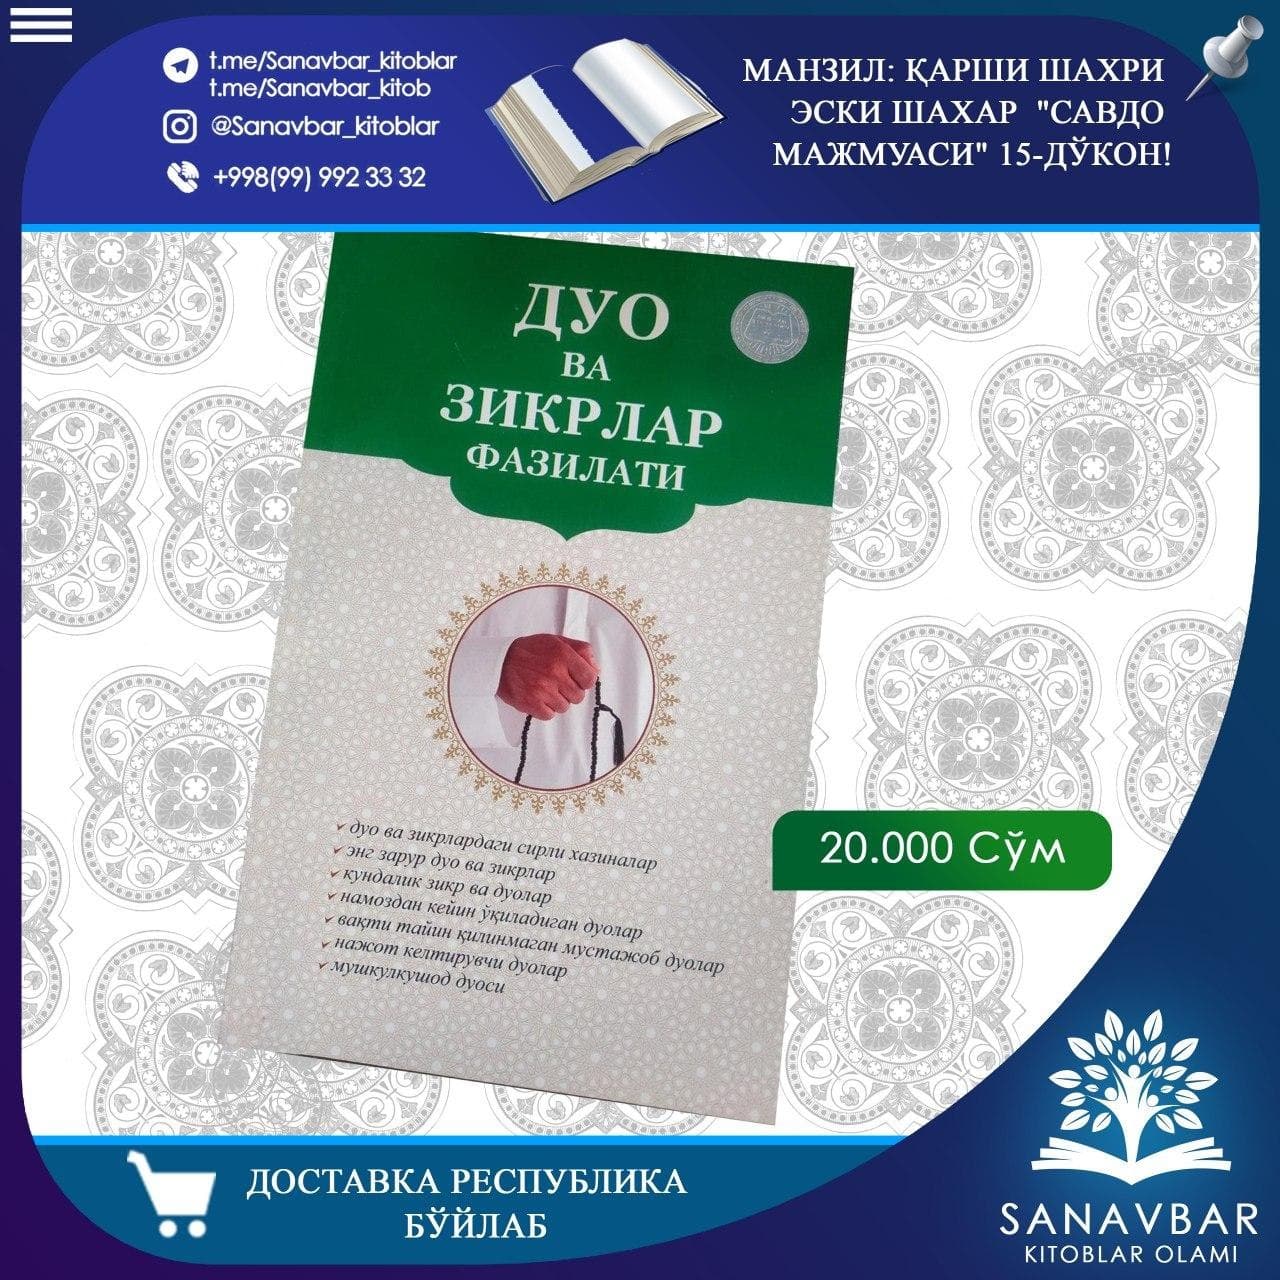 t.me/Sanavbar_kitoblar
t.me/Sanavbar_kitob
@Sanavbar_kitoblar
+998(99) 992 33 32
МАНЗИЛ: ҚАРШИ ШАХРИ
ЭСКИ ШАХАР "САВДО
МАЖМУАСИ" 15-ДЎКОН!
ДУО
ВА
ЗИКРЛАР
ФАЗИЛАТИ
дуо ва зикрлардаги сирли хазиналар
энг зарур дуо ва зикрлар
кундалик зикр ва дуолар
намоздан кейин ўқиладиган дуолар
вақти тайин қилинмаган мустажоб дуолар
нажот келтирувчи дуолар
мушкулкушод дуоси
20.000 Сўм
ДОСТАВКА РЕСПУБЛИКА
БЎЙЛАБ
SANAVBAR
KITOBLAR OLAMI